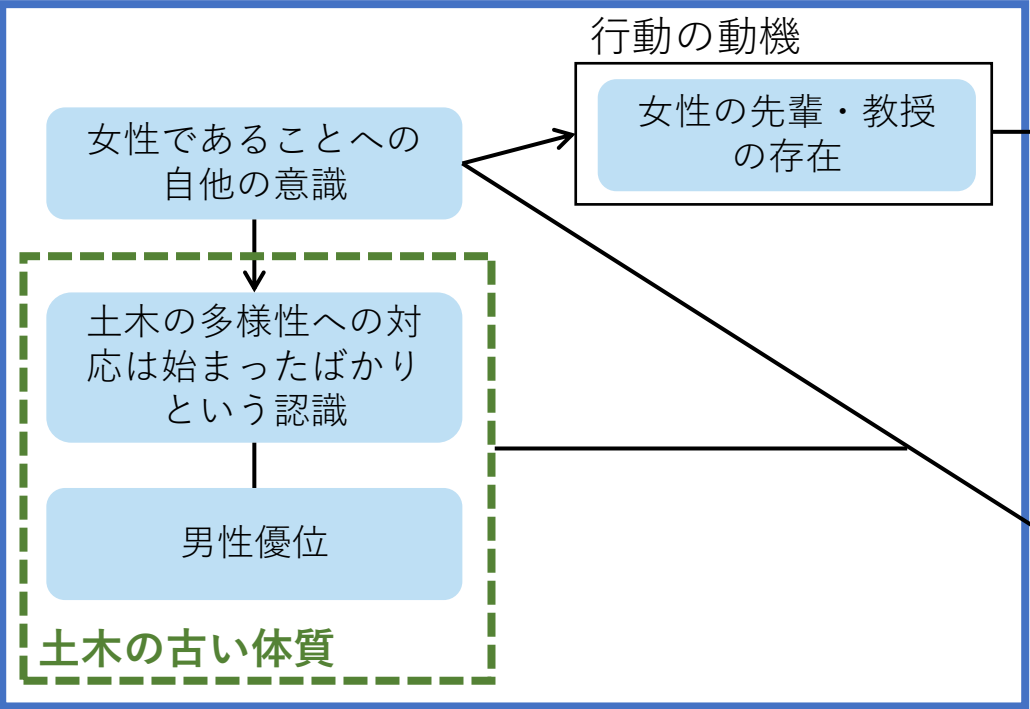 行動の動機
女性の先輩・教授
の存在
女性であることへの
自他の意識
土木の多様性への対
応は始まったばかり
という認識
男性優位
土木の古い体質